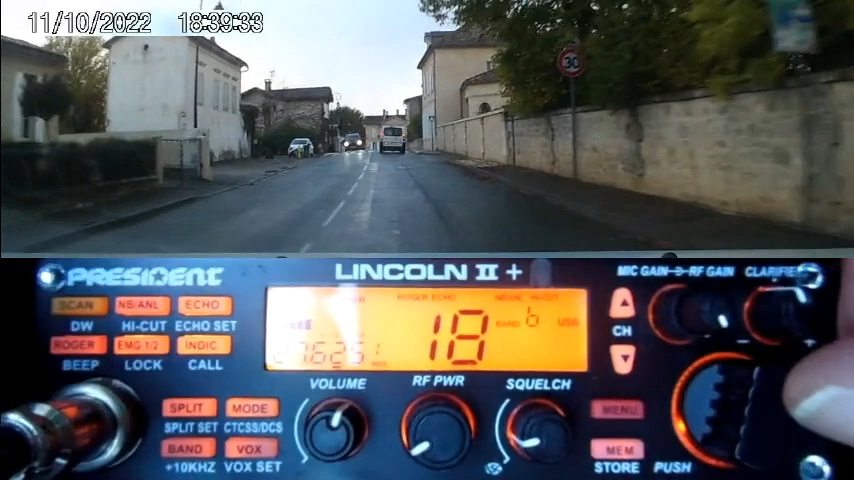 11/10/2022 18:39:33
30
PRESIDENT LINCOLN II + MIC GAIN RF GAIN CLARIFIER
SCAN NB/ANL ECHO
DW HI-CUT ECHO SET
ROGER EMG 1/2 INDIC
BEEP LOCK CALL
ROGER ECHO HI-CUT
18 BAND b USB
CH
VOLUME RF PWR SQUELCH
SPLIT MODE MENU
SPLIT SET CTCSS/DCS
BAND VOX MEM
+10KHZ VOX SET STORE PUSH